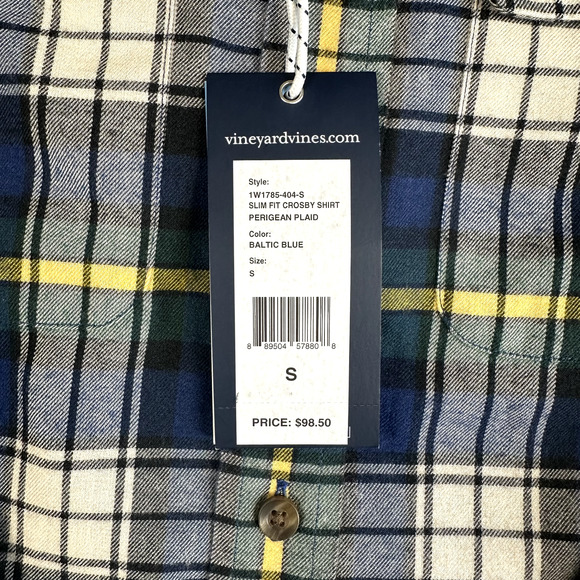 vineyardvines.com
Style:
1W1785-404-S
SLIM FIT CROSBY SHIRT
PERIGEAN PLAID
Color:
BALTIC BLUE
Size:
S
8 89504 57880 8
S
PRICE: $98.50